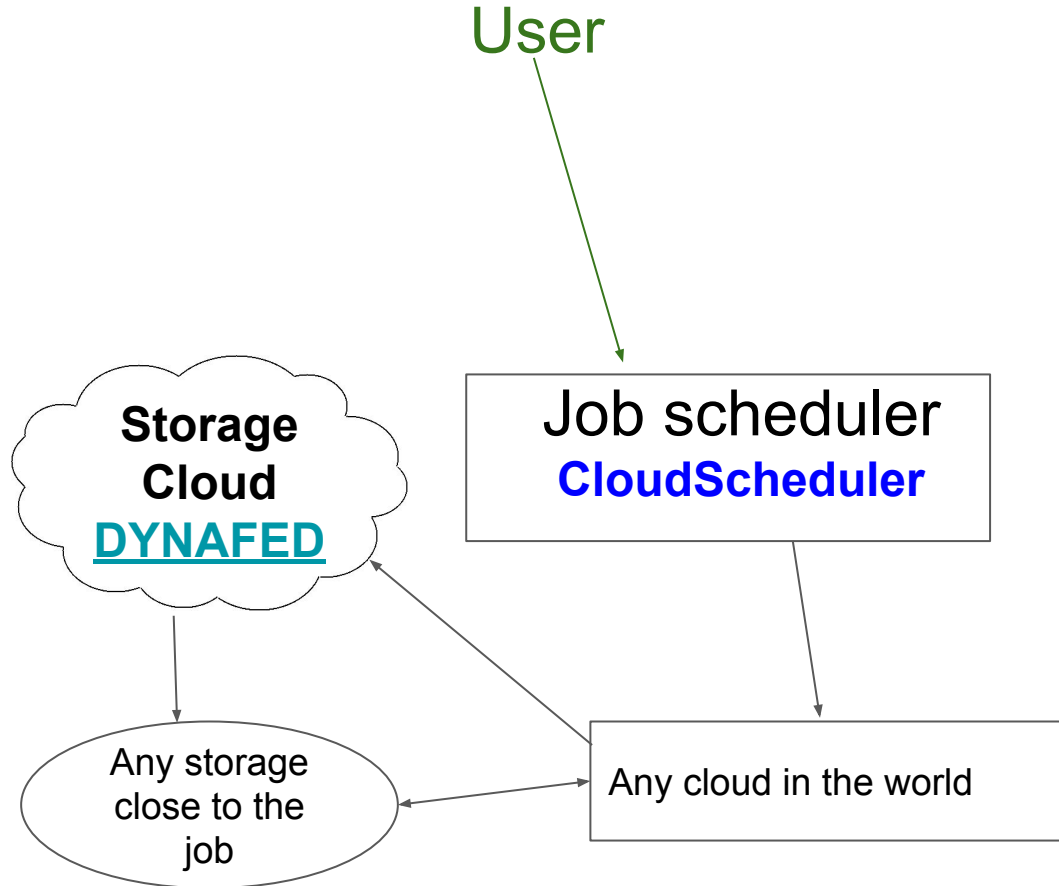 User
Storage
Cloud
DYNAFED
Job scheduler
CloudScheduler
Any storage
close to the
job
Any cloud in the world